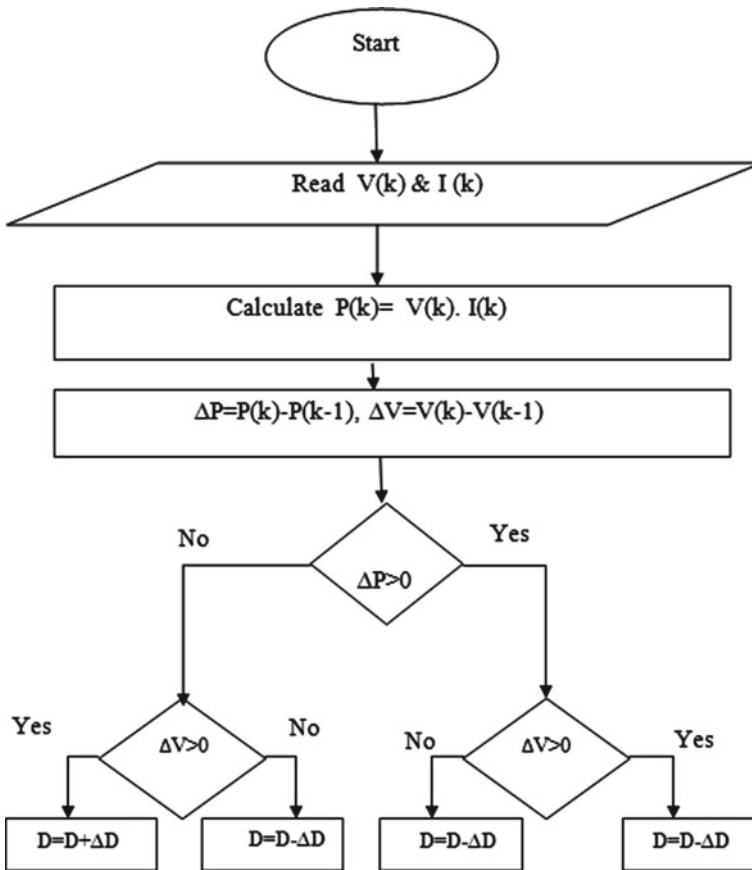 Start
Read V(k) & I (k)
Calculate P(k)= V(k). I(k)
ΔP=P(k)-P(k-1), ΔV=V(k)-V(k-1)
No
Yes
ΔP>0
Yes
ΔV>0
No
No
ΔV>0
Yes
D=D+ΔD
D=D-ΔD
D=D-ΔD
D=D-ΔD